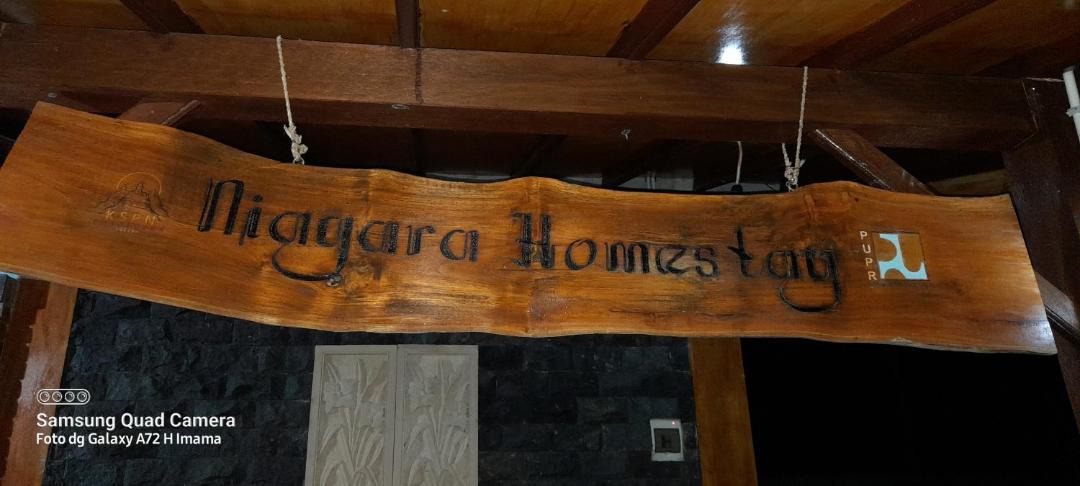 KSPN
Niagara Homestay
PUPR
Samsung Quad Camera
Foto dg Galaxy A72 H Imama